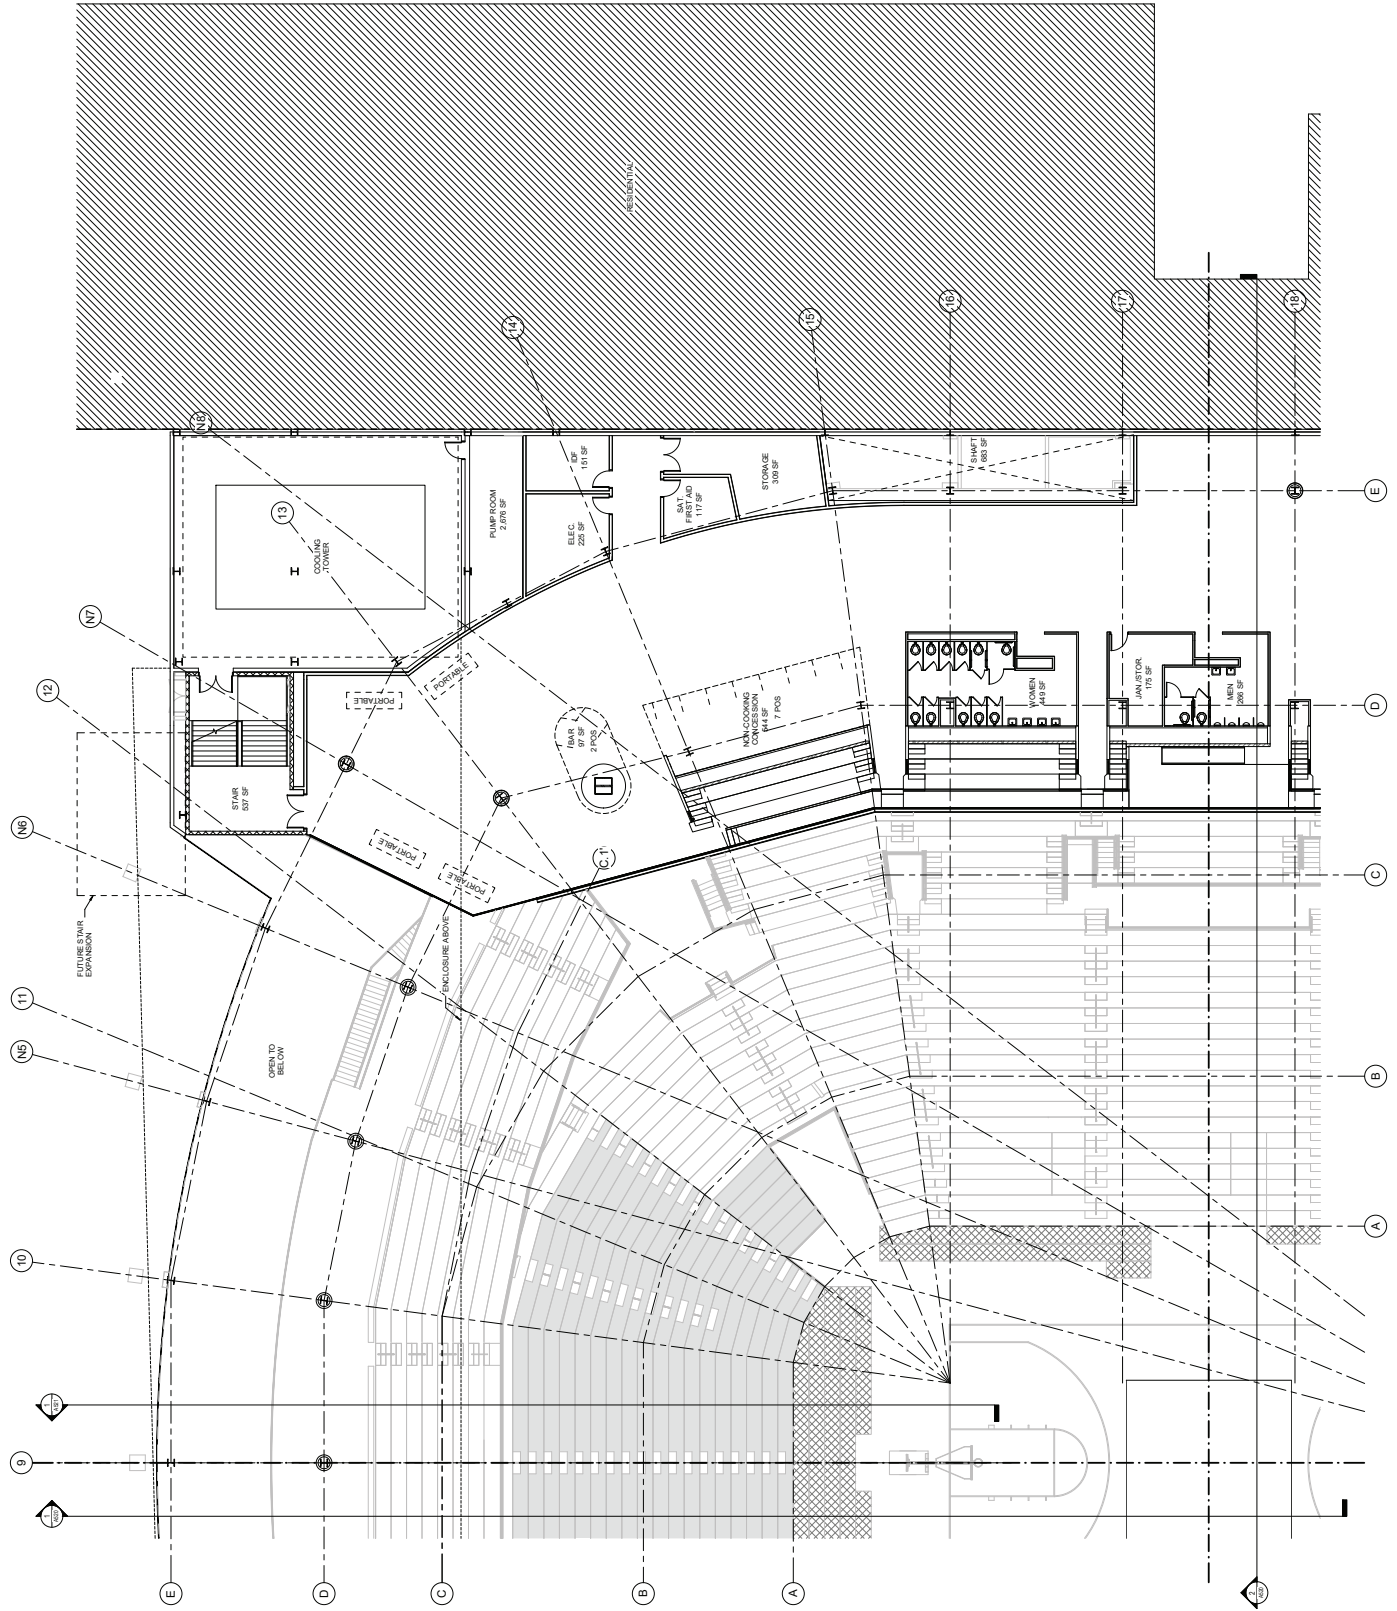 RESIDENTIAL
N8
14
15
16
17
18
13
N7
12
N6
11
N5
10
9
COOLING
TOWER
PUMP ROOM
2,676 SF
IDF
151 SF
ELEC.
225 SF
SAT.
FIRST AID
117 SF
STORAGE
309 SF
SHAFT
683 SF
E
PORTABLE
PORTABLE
STAIR
537 SF
BAR
97 SF
2 POS
NON-COOKING
CONCESSION
644 SF
7 POS
WOMEN
449 SF
JAN./STOR.
175 SF
MEN
266 SF
D
PORTABLE
PORTABLE
C.1
C
FUTURE STAIR
EXPANSION
ENCLOSURE ABOVE
OPEN TO
BELOW
B
A
1
1
E
D
C
B
A
2